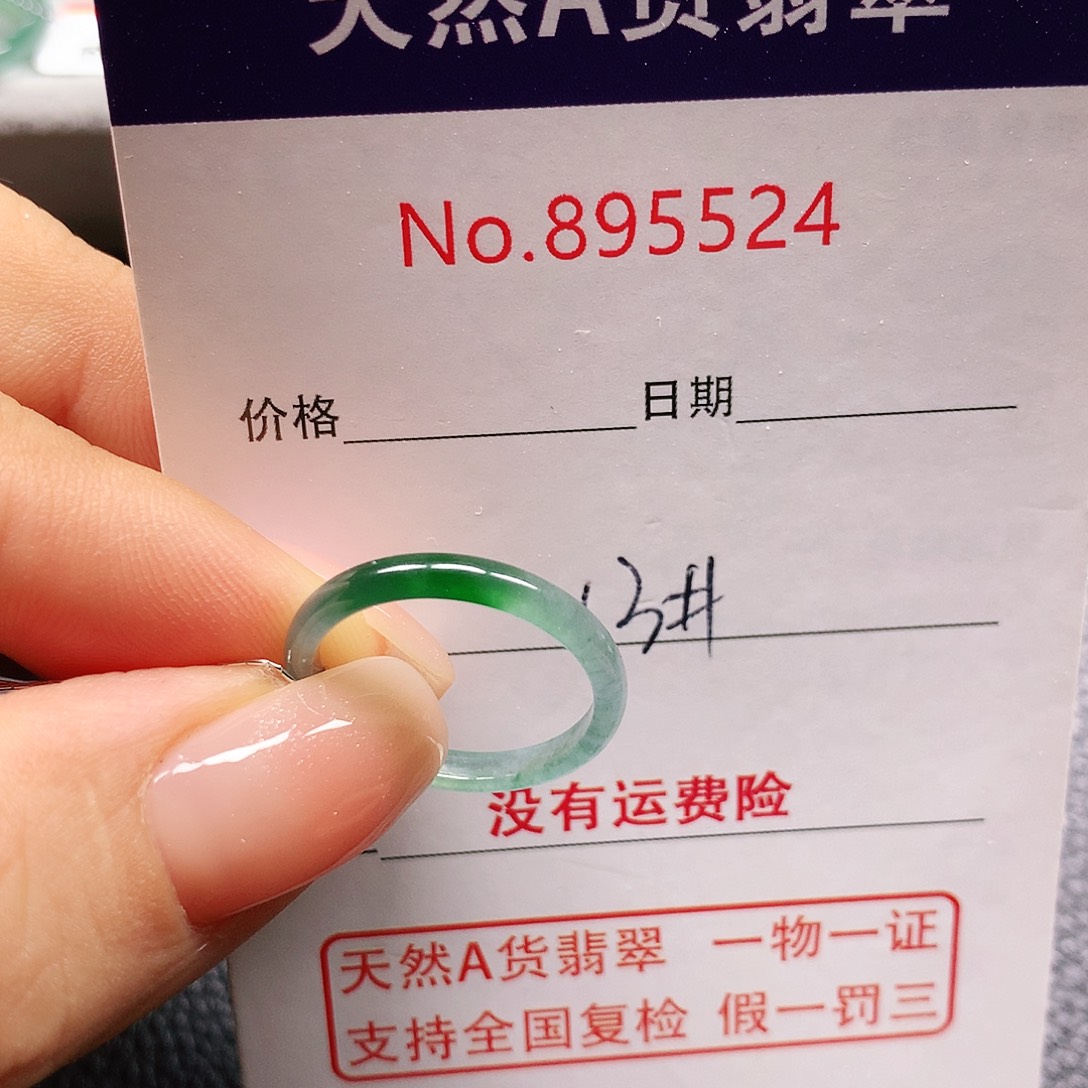 天然A货翡翠
No.895524
价格 日期
13#
没有运费险
天然A货翡翠 一物一证
支持全国复检 假一罚三